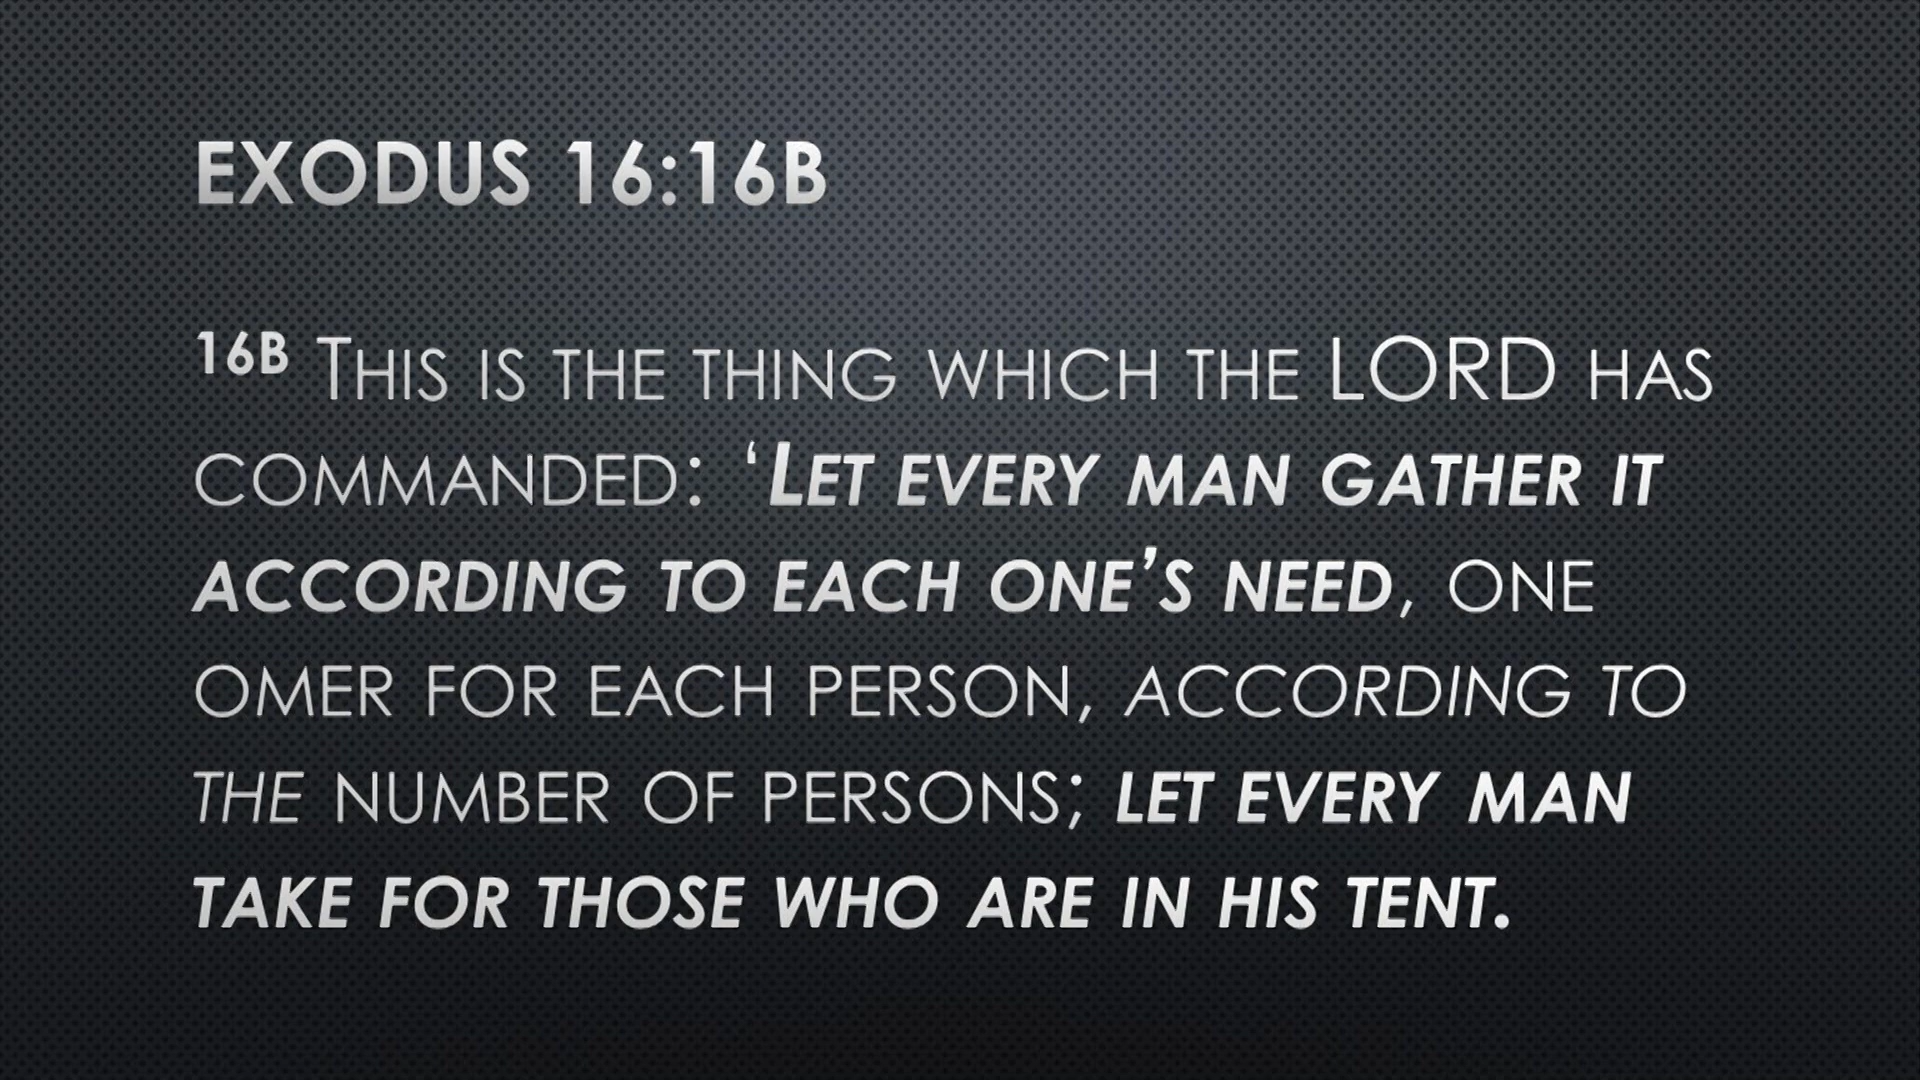 EXODUS 16:16B
16B THIS IS THE THING WHICH THE LORD HAS
COMMANDED: ‘LET EVERY MAN GATHER IT
ACCORDING TO EACH ONE’S NEED, ONE
OMER FOR EACH PERSON, ACCORDING TO
THE NUMBER OF PERSONS; LET EVERY MAN
TAKE FOR THOSE WHO ARE IN HIS TENT.